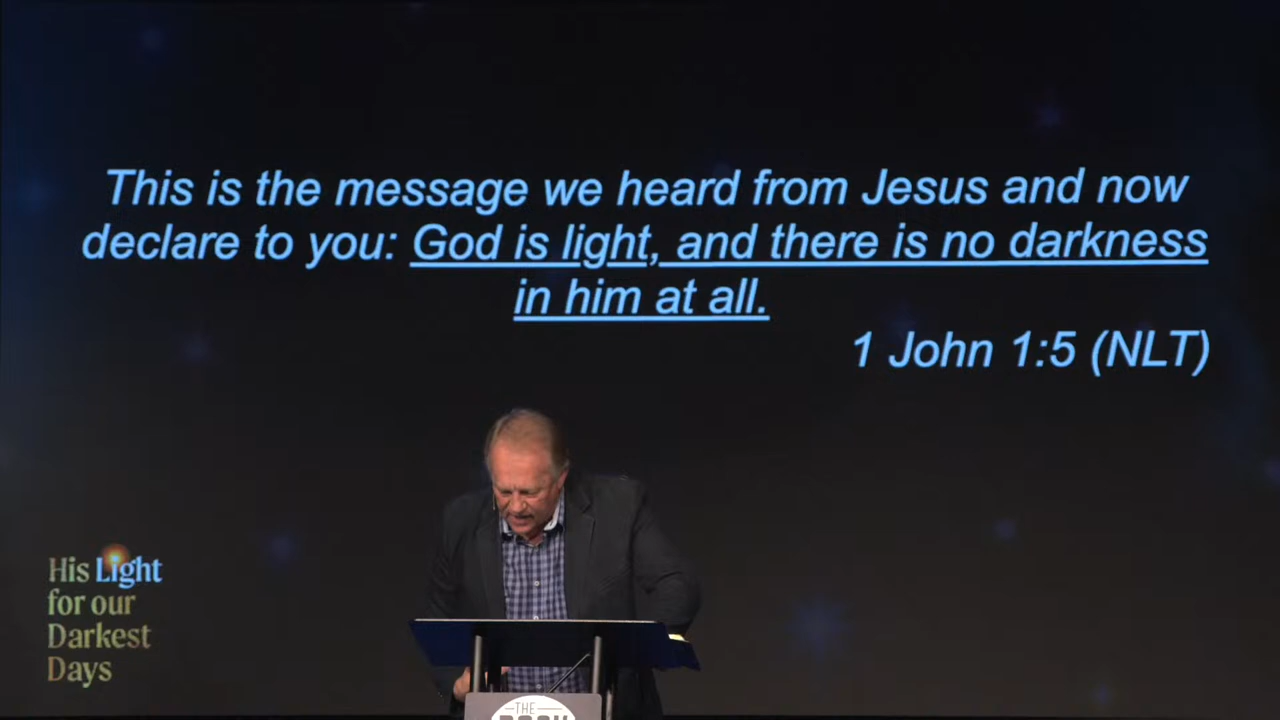 This is the message we heard from Jesus and now
declare to you: God is light, and there is no darkness
in him at all.
1 John 1:5 (NLT)
His Light
for our
Darkest
Days
THE